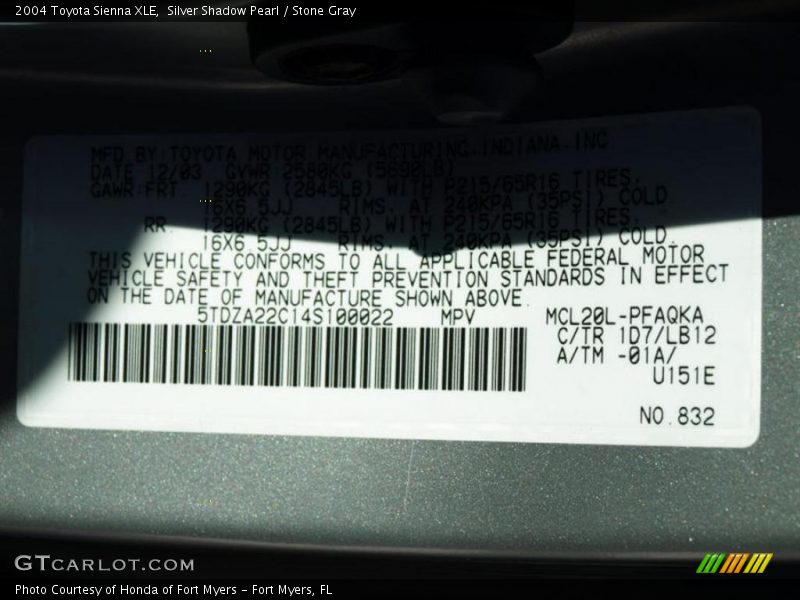 2004 Toyota Sienna XLE,  Silver Shadow Pearl / Stone Gray
MFD BY:TOYOTA MOTOR MANUFACTURING,INDIANA,INC
DATE 12/03  GVWR:2580KG (5690LB)
GAWR:FRT. 1290KG (2845LB) WITH P215/65R16 TIRES,
16X6.5JJ RIMS, AT 240KPA (35PSI) COLD
RR. 1290KG (2845LB) WITH P215/65R16 TIRES,
16X6.5JJ RIMS, AT 240KPA (35PSI) COLD
THIS VEHICLE CONFORMS TO ALL APPLICABLE FEDERAL MOTOR
VEHICLE SAFETY AND THEFT PREVENTION STANDARDS IN EFFECT
ON THE DATE OF MANUFACTURE SHOWN ABOVE.
5TDZA22C14S100022 MPV MCL20L-PFAQKA
C/TR 1D7/LB12
A/TM -01A/
U151E
NO.832
GTCARLOT.COM
Photo Courtesy of Honda of Fort Myers - Fort Myers, FL